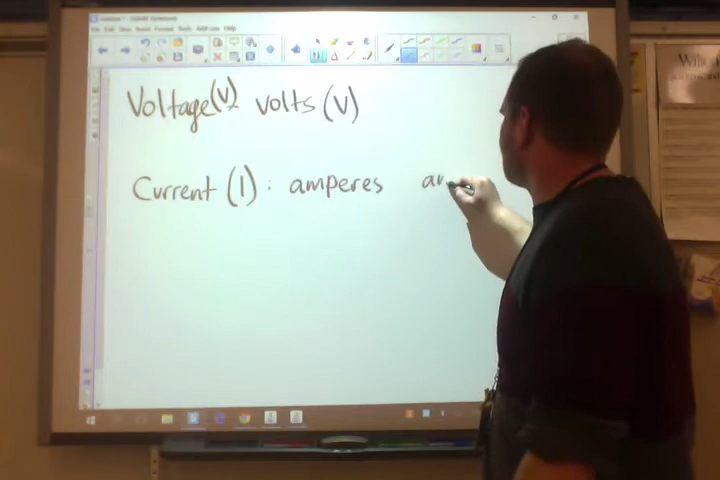 Voltage(V)- volts (V)
Current (I): amperes a